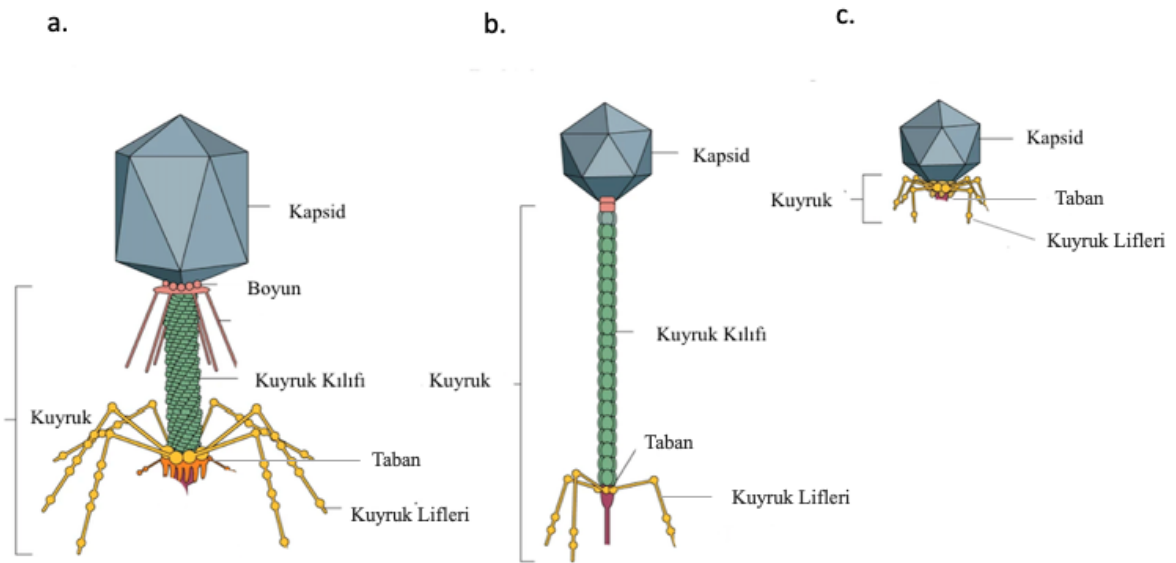 a.
Kapsid
Boyun
Kuyruk Kılıfı
Kuyruk
Taban
Kuyruk Lifleri
b.
Kapsid
Kuyruk Kılıfı
Kuyruk
Taban
Kuyruk Lifleri
c.
Kapsid
Kuyruk
Taban
Kuyruk Lifleri